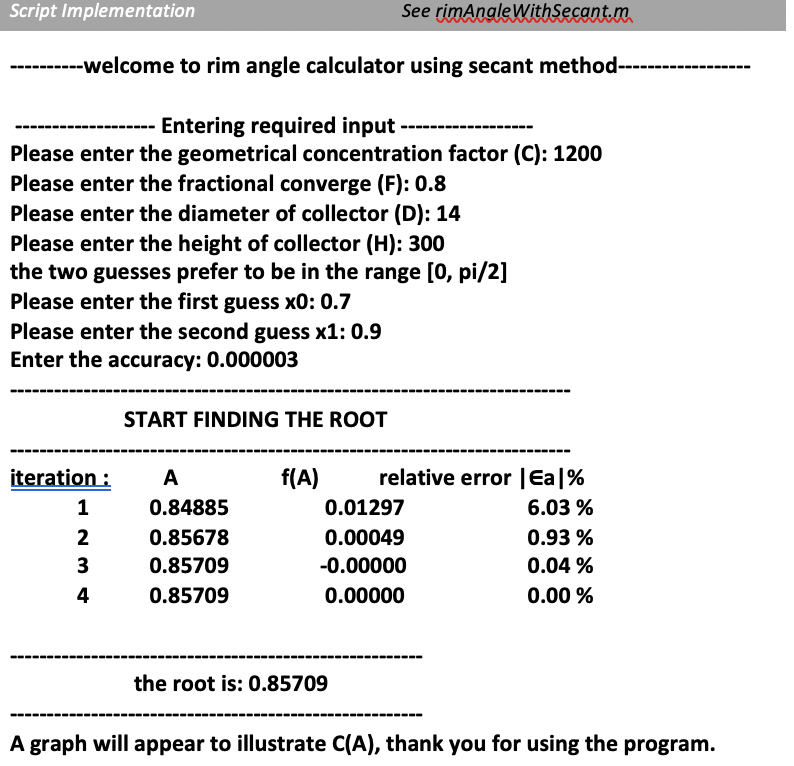 Script Implementation See rimAngleWithSecant.m
----------welcome to rim angle calculator using secant method------------------
------------------- Entering required input ------------------
Please enter the geometrical concentration factor (C): 1200
Please enter the fractional converge (F): 0.8
Please enter the diameter of collector (D): 14
Please enter the height of collector (H): 300
the two guesses prefer to be in the range [0, pi/2]
Please enter the first guess x0: 0.7
Please enter the second guess x1: 0.9
Enter the accuracy: 0.000003
----------------------------------------------------------------------------
START FINDING THE ROOT
----------------------------------------------------------------------------
iteration : A f(A) relative error |∈a|%
1 0.84885 0.01297 6.03 %
2 0.85678 0.00049 0.93 %
3 0.85709 -0.00000 0.04 %
4 0.85709 0.00000 0.00 %
--------------------------------------------------------
the root is: 0.85709
--------------------------------------------------------
A graph will appear to illustrate C(A), thank you for using the program.